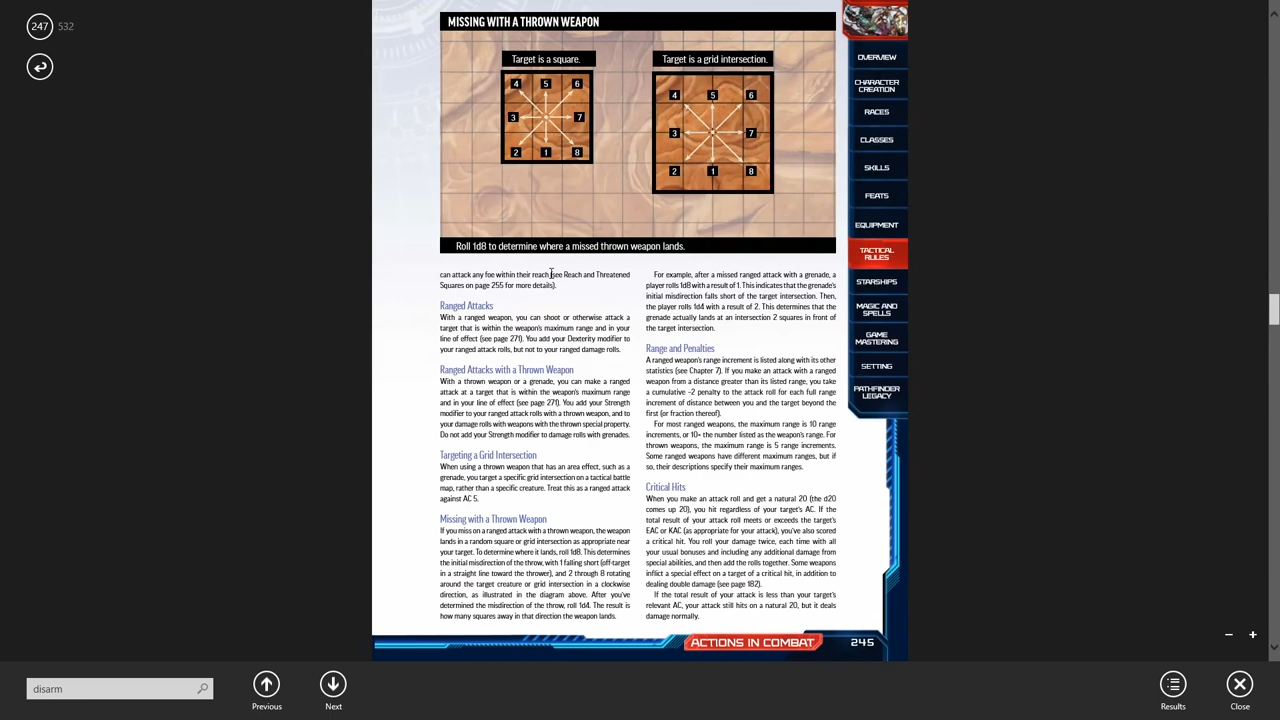 247 532
MISSING WITH A THROWN WEAPON
Target is a square.
4 5 6
3 7
2 1 8
Target is a grid intersection.
4 5 6
3 7
2 1 8
Roll 1d8 to determine where a missed thrown weapon lands.
can attack any foe within their reach (see Reach and Threatened
Squares on page 255 for more details).
Ranged Attacks
With a ranged weapon, you can shoot or otherwise attack a
target that is within the weapon's maximum range and in your
line of effect (see page 271). You add your Dexterity modifier to
your ranged attack rolls, but not to your ranged damage rolls.
Ranged Attacks with a Thrown Weapon
With a thrown weapon or a grenade, you can make a ranged
attack at a target that is within the weapon's maximum range
and in your line of effect (see page 271). You add your Strength
modifier to your ranged attack rolls with a thrown weapon, and to
your damage rolls with weapons with the thrown special property.
Do not add your Strength modifier to damage rolls with grenades.
Targeting a Grid Intersection
When using a thrown weapon that has an area effect, such as a
grenade, you target a specific grid intersection on a tactical battle
map, rather than a specific creature. Treat this as a ranged attack
against AC 5.
Missing with a Thrown Weapon
If you miss on a ranged attack with a thrown weapon, the weapon
lands in a random square or grid intersection as appropriate near
your target. To determine where it lands, roll 1d8. This determines
the initial misdirection of the throw, with 1 falling short (off-target
in a straight line toward the thrower), and 2 through 8 rotating
around the target creature or grid intersection in a clockwise
direction, as illustrated in the diagram above. After you've
determined the misdirection of the throw, roll 1d4. The result is
how many squares away in that direction the weapon lands.
For example, after a missed ranged attack with a grenade, a
player rolls 1d8 with a result of 1. This indicates that the grenade's
initial misdirection falls short of the target intersection. Then,
the player rolls 1d4 with a result of 2. This determines that the
grenade actually lands at an intersection 2 squares in front of
the target intersection.
Range and Penalties
A ranged weapon's range increment is listed along with its other
statistics (see Chapter 7). If you make an attack with a ranged
weapon from a distance greater than its listed range, you take
a cumulative –2 penalty to the attack roll for each full range
increment of distance between you and the target beyond the
first (or fraction thereof).
For most ranged weapons, the maximum range is 10 range
increments, or 10× the number listed as the weapon's range. For
thrown weapons, the maximum range is 5 range increments.
Some ranged weapons have different maximum ranges, but if
so, their descriptions specify their maximum ranges.
Critical Hits
When you make an attack roll and get a natural 20 (the d20
comes up 20), you hit regardless of your target's AC. If the
total result of your attack roll meets or exceeds the target's
EAC or KAC (as appropriate for your attack), you've also scored
a critical hit. You roll your damage twice, each time with all
your usual bonuses and including any additional damage from
special abilities, and then add the rolls together. Some weapons
inflict a special effect on a target of a critical hit, in addition to
dealing double damage (see page 182).
If the total result of your attack is less than your target's
relevant AC, your attack still hits on a natural 20, but it deals
damage normally.
ACTIONS IN COMBAT 245
OVERVIEW
CHARACTER
CREATION
RACES
CLASSES
SKILLS
FEATS
EQUIPMENT
TACTICAL
RULES
STARSHIPS
MAGIC AND
SPELLS
GAME
MASTERING
SETTING
PATHFINDER
LEGACY
disarm
Previous
Next
Results
Close